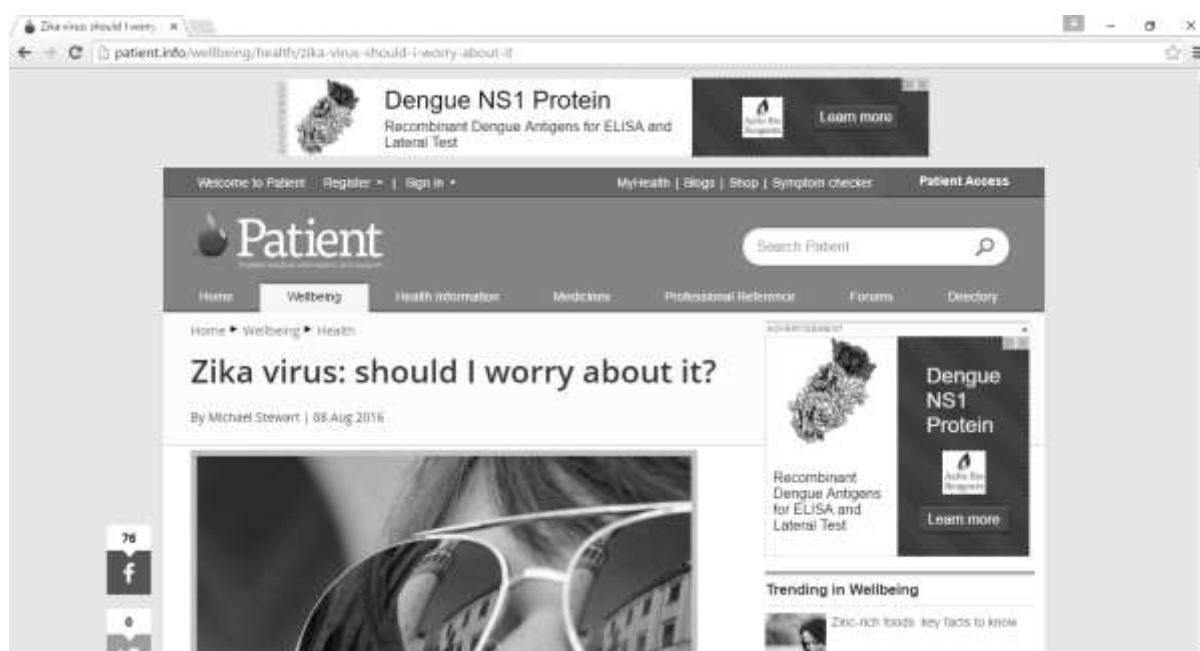 Zika virus: should I worry
patient.info/wellbeing/health/zika-virus-should-i-worry-about-it
Dengue NS1 Protein
Recombinant Dengue Antigens for ELISA and
Lateral Test
Learn more
Welcome to Patient Register | Sign in
MyHealth | Blogs | Shop | Symptom checker Patient Access
Patient
Search Patient
Home Wellbeing Health Information Medicines Professional Reference Forums Directory
Home ▸ Wellbeing ▸ Health
Zika virus: should I worry about it?
By Michael Stewart | 08 Aug 2016
ADVERTISEMENT
Dengue
NS1
Protein
Recombinant
Dengue Antigens
for ELISA and
Lateral Test
Learn more
76
f
0
Trending in Wellbeing
Zinc-rich foods: key facts to know